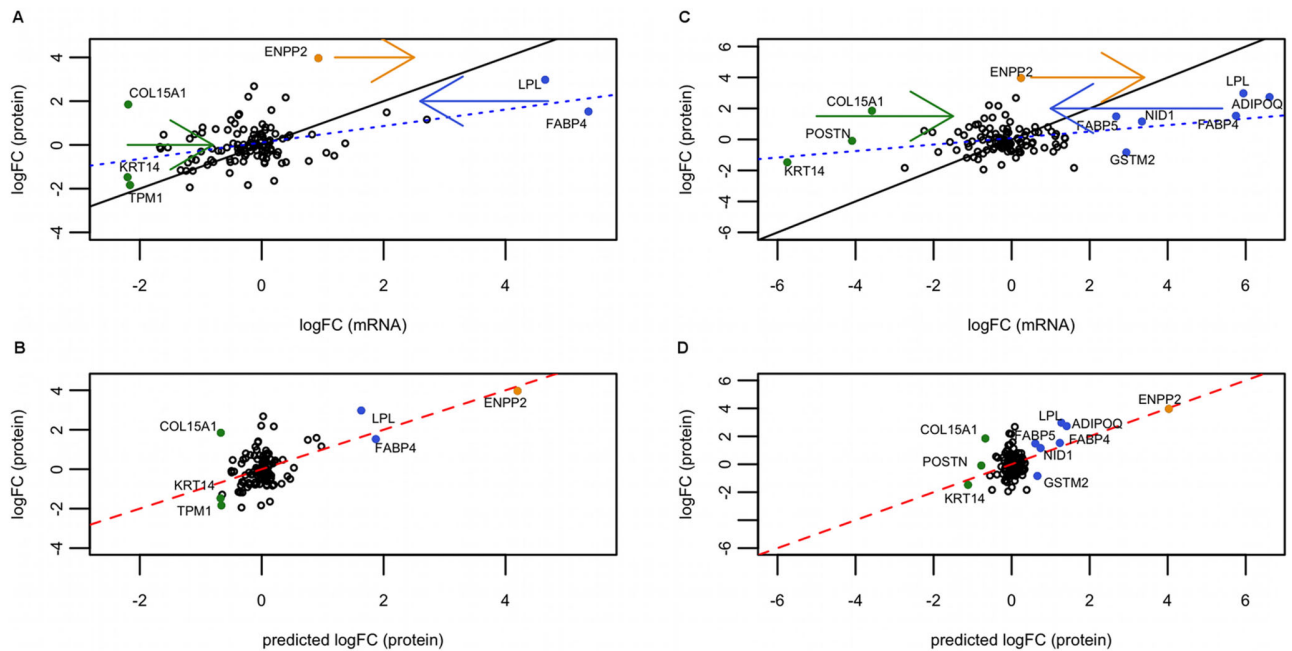 A
logFC (protein)
4
2
0
-2
-4
ENPP2
COL15A1
LPL
FABP4
KRT14
TPM1
-2 0 2 4
logFC (mRNA)
C
logFC (protein)
6
4
2
0
-2
-6
ENPP2
LPL
COL15A1
ADIPOQ
NID1
FABP5
FABP4
POSTN
GSTM2
KRT14
-6 -4 -2 0 2 4 6
logFC (mRNA)
B
logFC (protein)
4
2
0
-2
-4
ENPP2
COL15A1
LPL
FABP4
KRT14
TPM1
-2 0 2 4
predicted logFC (protein)
D
logFC (protein)
6
4
2
0
-2
-6
ENPP2
LPL
ADIPOQ
COL15A1
FABP5
FABP4
NID1
POSTN
GSTM2
KRT14
-6 -4 -2 0 2 4 6
predicted logFC (protein)